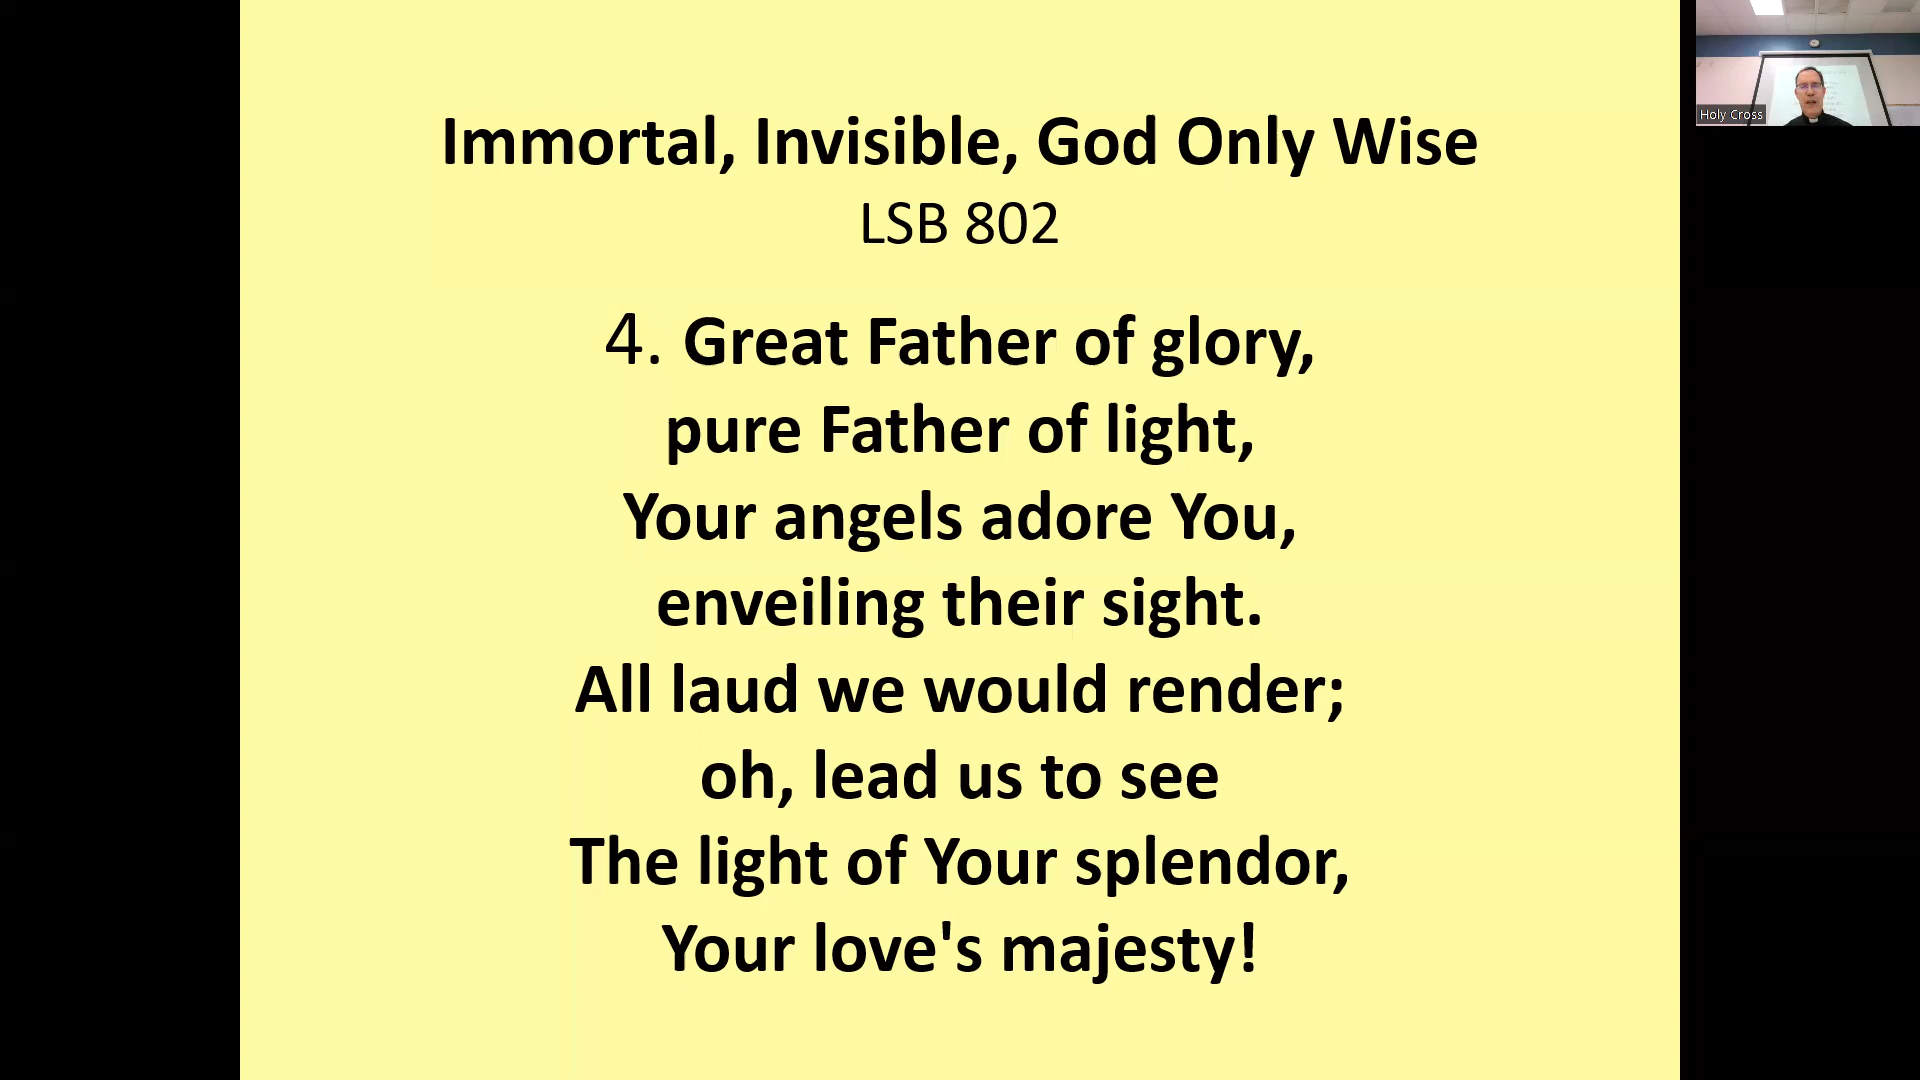 Immortal, Invisible, God Only Wise
LSB 802
4. Great Father of glory,
pure Father of light,
Your angels adore You,
enveiling their sight.
All laud we would render;
oh, lead us to see
The light of Your splendor,
Your love's majesty!
Holy Cross